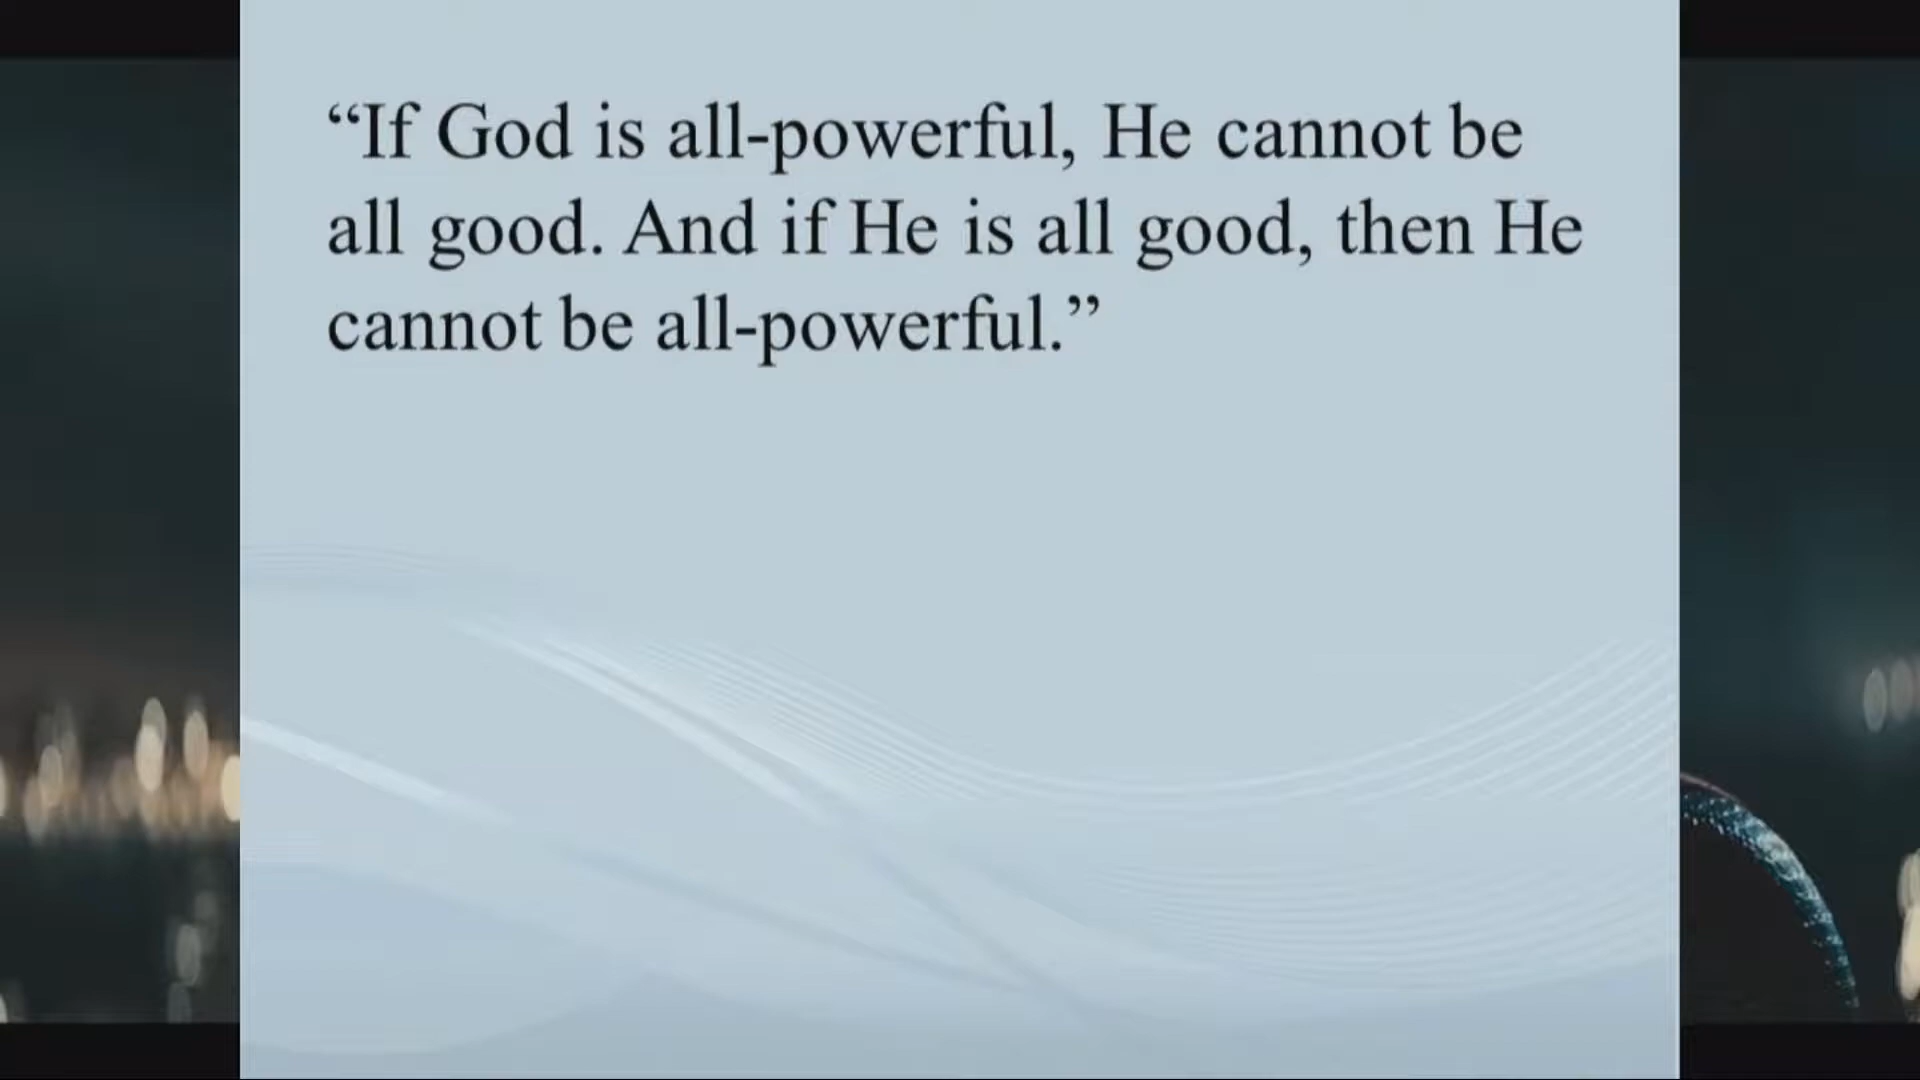 “If God is all-powerful, He cannot be
all good. And if He is all good, then He
cannot be all-powerful.”